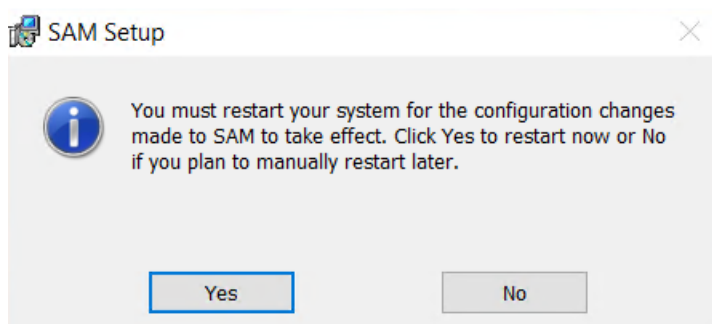 SAM Setup
You must restart your system for the configuration changes
made to SAM to take effect. Click Yes to restart now or No
if you plan to manually restart later.
Yes
No